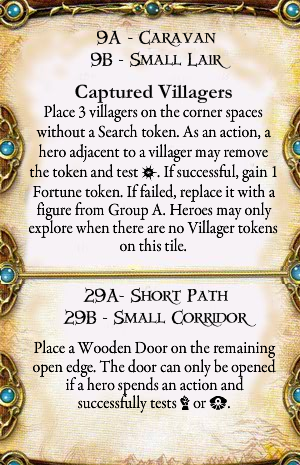 9A - Caravan
9B - Small Lair
Captured Villagers
Place 3 villagers on the corner spaces
without a Search token. As an action, a
hero adjacent to a villager may remove
the token and test . If successful, gain 1
Fortune token. If failed, replace it with a
figure from Group A. Heroes may only
explore when there are no Villager tokens
on this tile.
29A- Short Path
29B - Small Corridor
Place a Wooden Door on the remaining
open edge. The door can only be opened
if a hero spends an action and
successfully tests or .